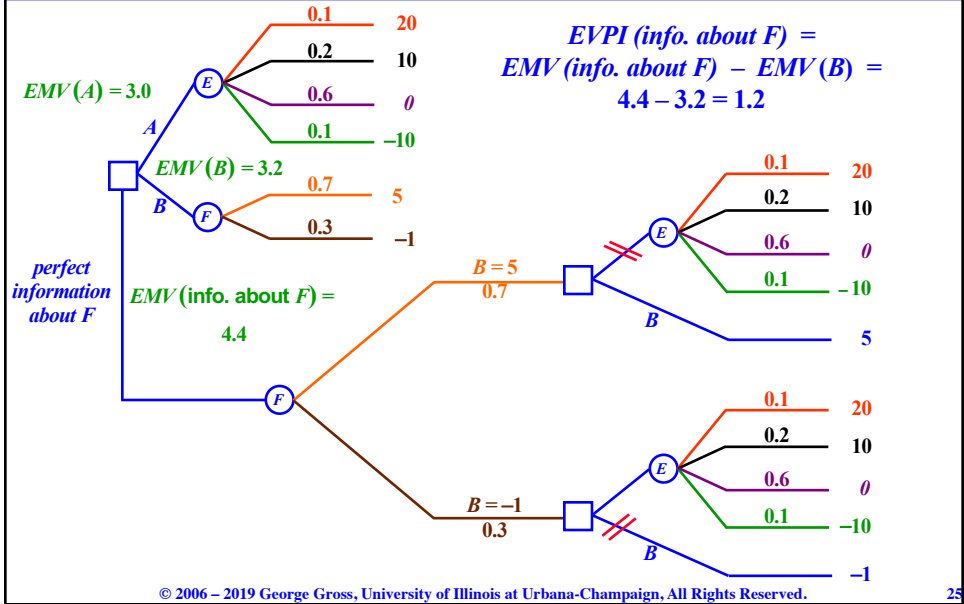 EVPI (info. about F) =
EMV (info. about F) – EMV (B) =
4.4 – 3.2 = 1.2
EMV (A) = 3.0
A
E
0.1 20
0.2 10
0.6 0
0.1 –10
EMV (B) = 3.2
B
F
0.7 5
0.3 –1
perfect
information
about F
EMV (info. about F) =
4.4
F
B = 5
0.7
E
0.1 20
0.2 10
0.6 0
0.1 –10
B
5
B = –1
0.3
E
0.1 20
0.2 10
0.6 0
0.1 –10
B
–1
© 2006 – 2019 George Gross, University of Illinois at Urbana-Champaign, All Rights Reserved. 25